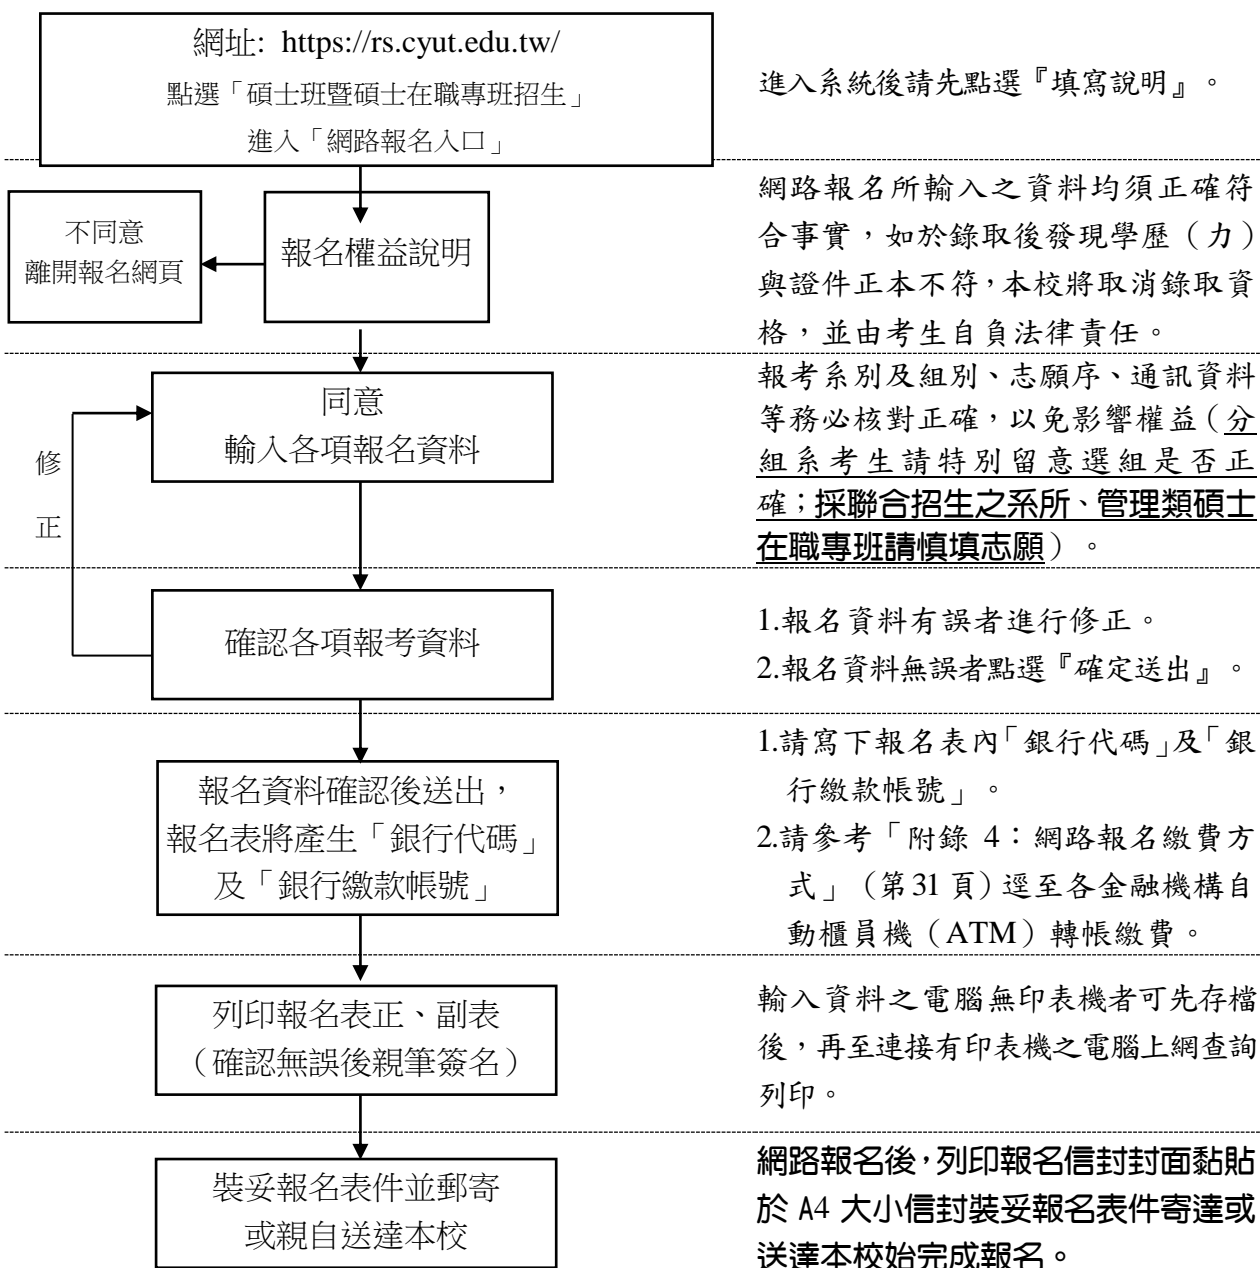 網址: https://rs.cyut.edu.tw/
點選「碩士班暨碩士在職專班招生」
進入「網路報名入口」
進入系統後請先點選『填寫說明』。
不同意
離開報名網頁
報名權益說明
網路報名所輸入之資料均須正確符
合事實，如於錄取後發現學歷（力）
與證件正本不符，本校將取消錄取資
格，並由考生自負法律責任。
同意
輸入各項報名資料
修
正
報考系別及組別、志願序、通訊資料
等務必核對正確，以免影響權益（分
組系考生請特別留意選組是否正
確；採聯合招生之系所、管理類碩士
在職專班請慎填志願）。
確認各項報考資料
1.報名資料有誤者進行修正。
2.報名資料無誤者點選『確定送出』。
報名資料確認後送出，
報名表將產生「銀行代碼」
及「銀行繳款帳號」
1.請寫下報名表內「銀行代碼」及「銀
行繳款帳號」。
2.請參考「附錄 4：網路報名繳費方
式」（第31 頁）逕至各金融機構自
動櫃員機（ATM）轉帳繳費。
列印報名表正、副表
（確認無誤後親筆簽名）
輸入資料之電腦無印表機者可先存檔
後，再至連接有印表機之電腦上網查詢
列印。
裝妥報名表件並郵寄
或親自送達本校
網路報名後，列印報名信封封面黏貼
於 A4 大小信封裝妥報名表件寄達或
送達本校始完成報名。